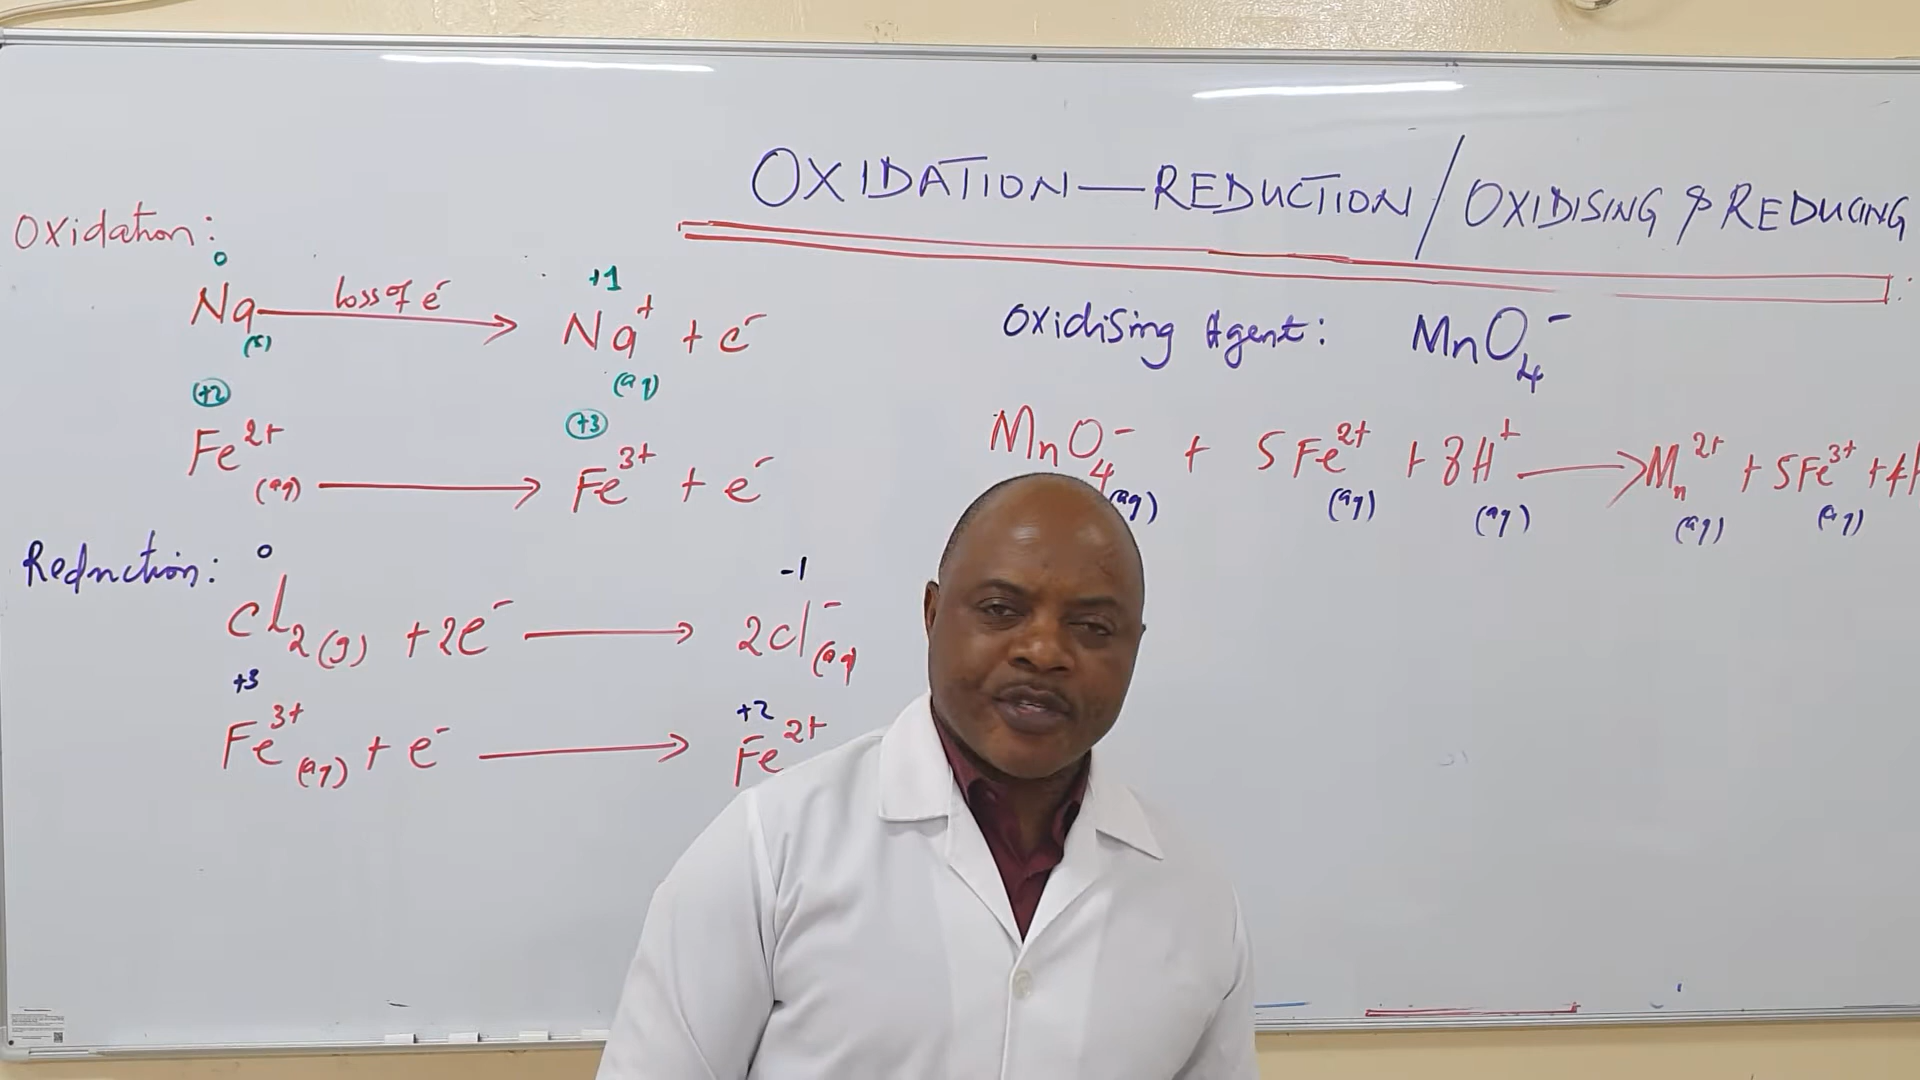 OXIDATION—REDUCTION/OXIDISING & REDUCING
Oxidation:
0 +1
Na(s) loss of e⁻ → Na⁺(aq) + e⁻
+2 +3
Fe²⁺(aq) → Fe³⁺ + e⁻
Reduction:
0 -1
Cl₂(g) + 2e⁻ → 2Cl⁻(aq)
+3 +2
Fe³⁺(aq) + e⁻ → Fe²⁺
Oxidising Agent: MnO₄⁻
MnO₄⁻(aq) + 5Fe²⁺(aq) + 8H⁺(aq) → Mn²⁺(aq) + 5Fe³⁺(aq) + 4H